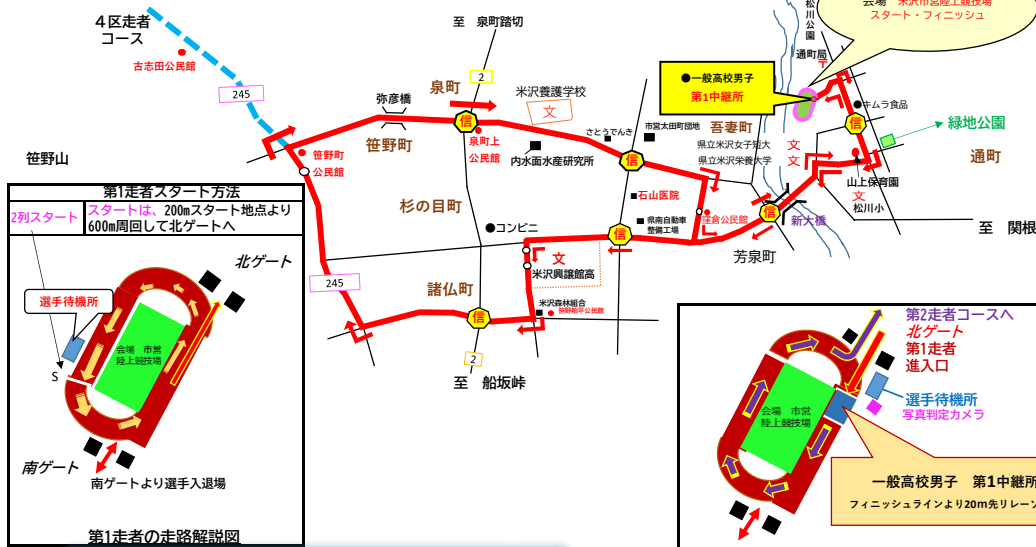 4区走者
コース
古志田公民館
245
至 泉町踏切
2
泉町
弥彦橋
笹野町
信
泉町上
公民館
米沢養護学校
文
内水面水産研究所
さとうでんき
市営太田町団地
信
●一般高校男子
第1中継所
吾妻町
県立米沢女子短大
県立米沢栄養大学
文
文
松川公園
会場 米沢市営陸上競技場
スタート・フィニッシュ
通町局
〒
キムラ食品
信
緑地公園
通町
山上保育園
文
松川小
至 関根
新大橋
信
芳泉町
笹野山
笹野町
公民館
杉の目町
コンビニ
石山医院
県南自動車
整備工場
信
窪倉公民館
文
米沢興譲館高
245
諸仏町
信
米沢森林組合
2
至 船坂峠
第1走者スタート方法
2列スタート
スタートは、200mスタート地点より
600m周回して北ゲートへ
北ゲート
選手待機所
会場 市営
陸上競技場
S
南ゲート
南ゲートより選手入退場
第1走者の走路解説図
第2走者コースへ
北ゲート
第1走者
進入口
選手待機所
写真判定カメラ
会場 市営
陸上競技場
一般高校男子 第1中継所
フィニッシュラインより20m先リレーゾ